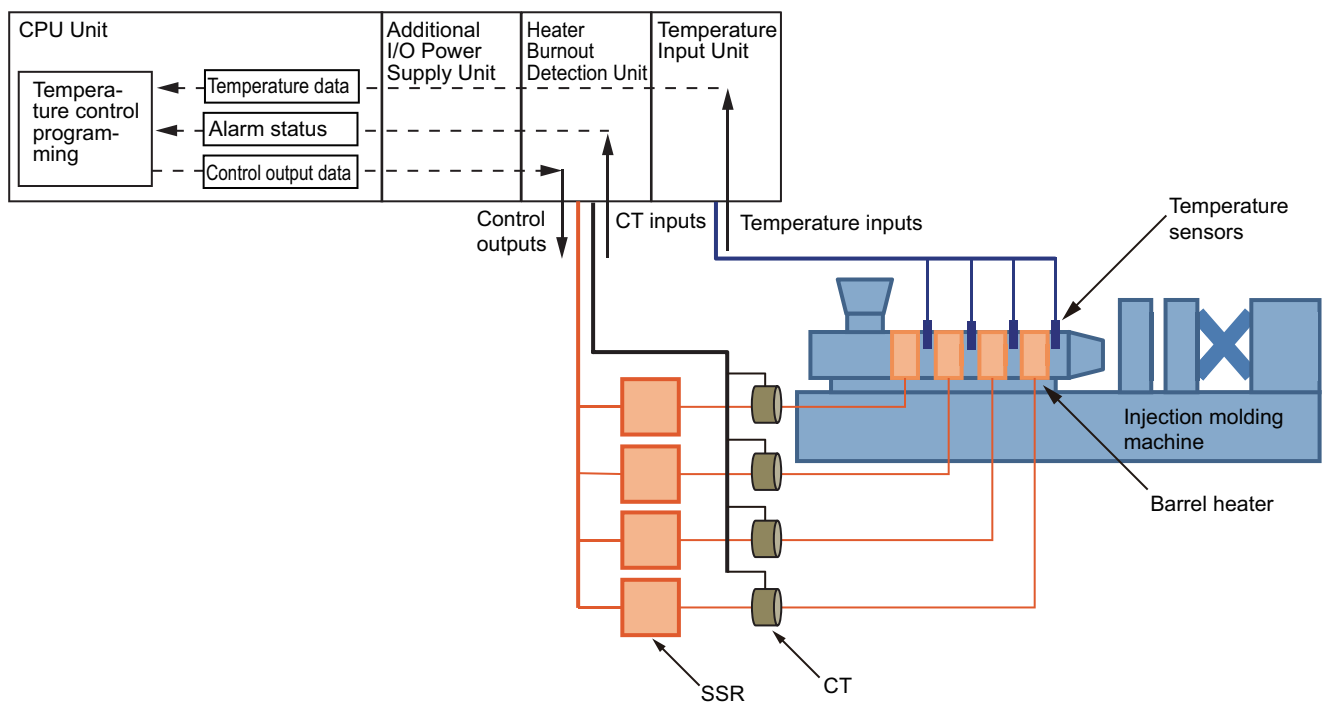 CPU Unit
Additional
I/O Power
Supply Unit
Heater
Burnout
Detection Unit
Temperature
Input Unit
Tempera-
ture control
program-
ming
Temperature data
Alarm status
Control output data
Control
outputs
CT inputs
Temperature inputs
Temperature
sensors
Injection molding
machine
Barrel heater
SSR
CT